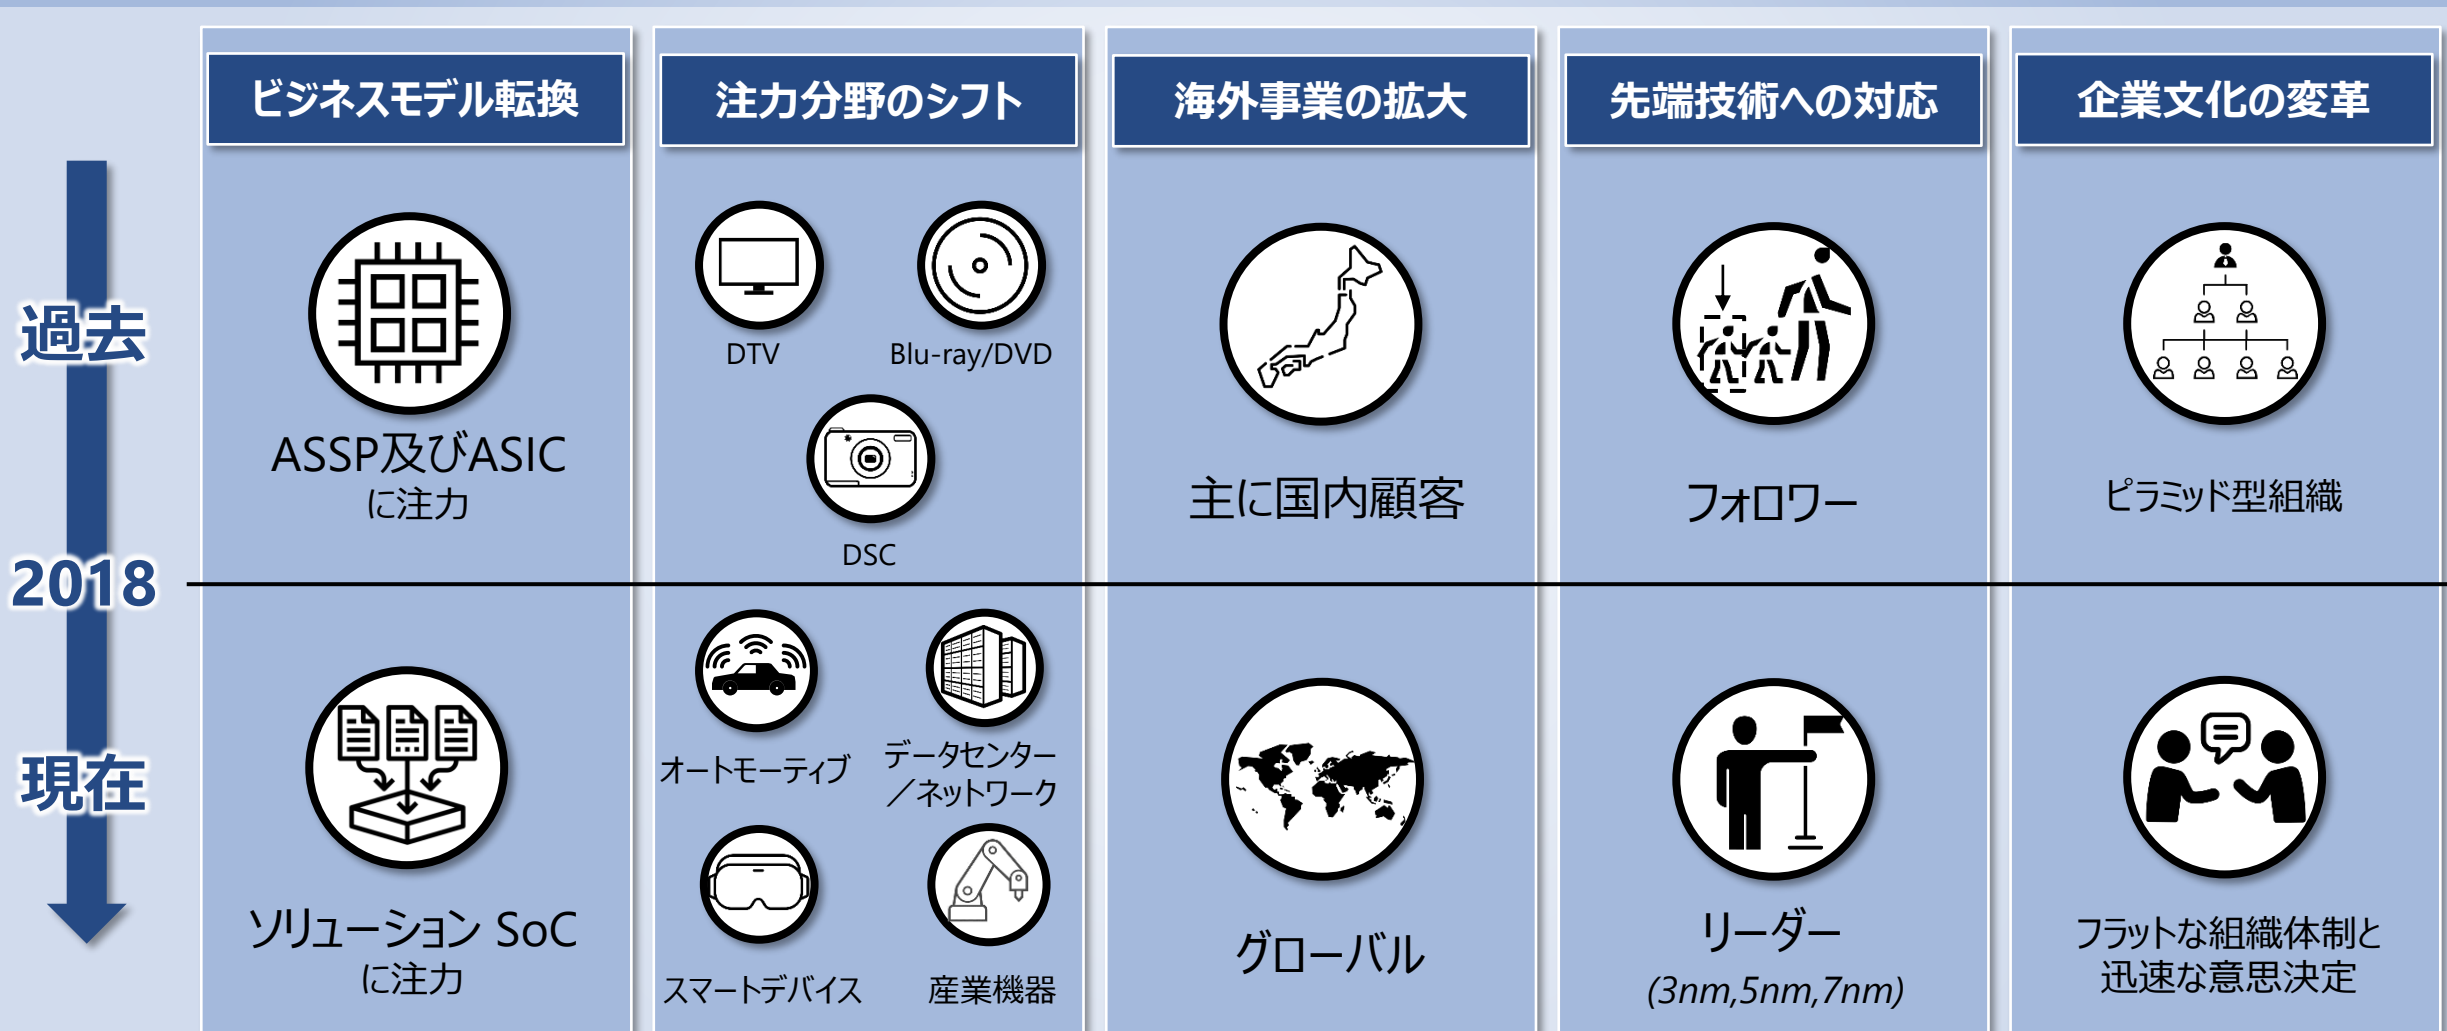 ビジネスモデル転換
注力分野のシフト
海外事業の拡大
先端技術への対応
企業文化の変革
過去
ASSP及びASIC
に注力
DTV
Blu-ray/DVD
DSC
主に国内顧客
フォロワー
ピラミッド型組織
2018
現在
ソリューション SoC
に注力
オートモーティブ
データセンター
／ネットワーク
スマートデバイス
産業機器
グローバル
リーダー
(3nm,5nm,7nm)
フラットな組織体制と
迅速な意思決定